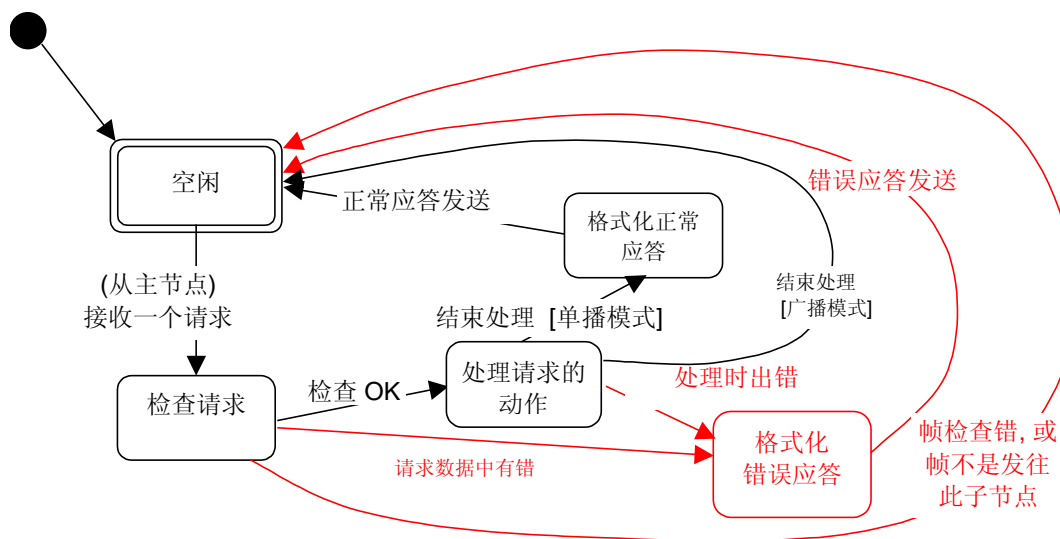 空闲
正常应答发送
错误应答发送
格式化正常
应答
(从主节点)
接收一个请求
结束处理 [单播模式]
结束处理
[广播模式]
检查请求
检查 OK
处理请求的
动作
处理时出错
请求数据中有错
格式化
错误应答
帧检查错, 或
帧不是发往
此子节点